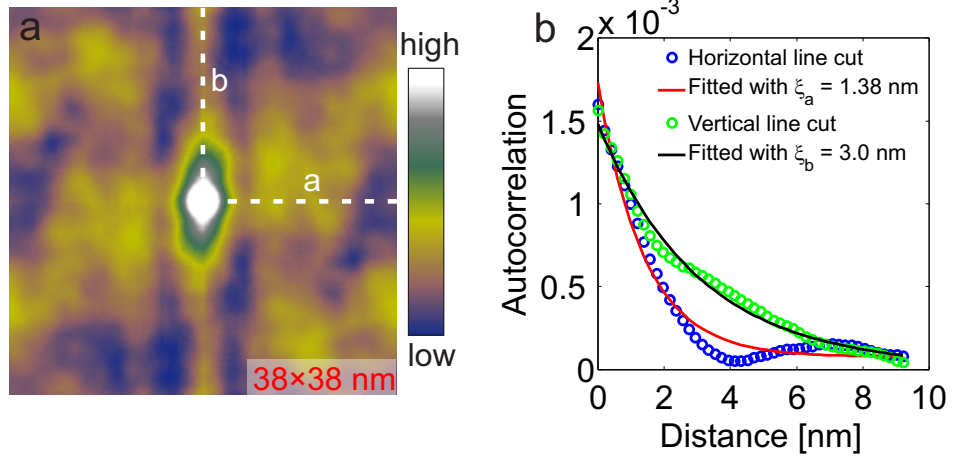 a
high
b
a
low
38×38 nm
b
2 × 10⁻³
1.5
1
0.5
0
0 2 4 6 8 10
Autocorrelation
Distance [nm]
Horizontal line cut
Fitted with ξa = 1.38 nm
Vertical line cut
Fitted with ξb = 3.0 nm